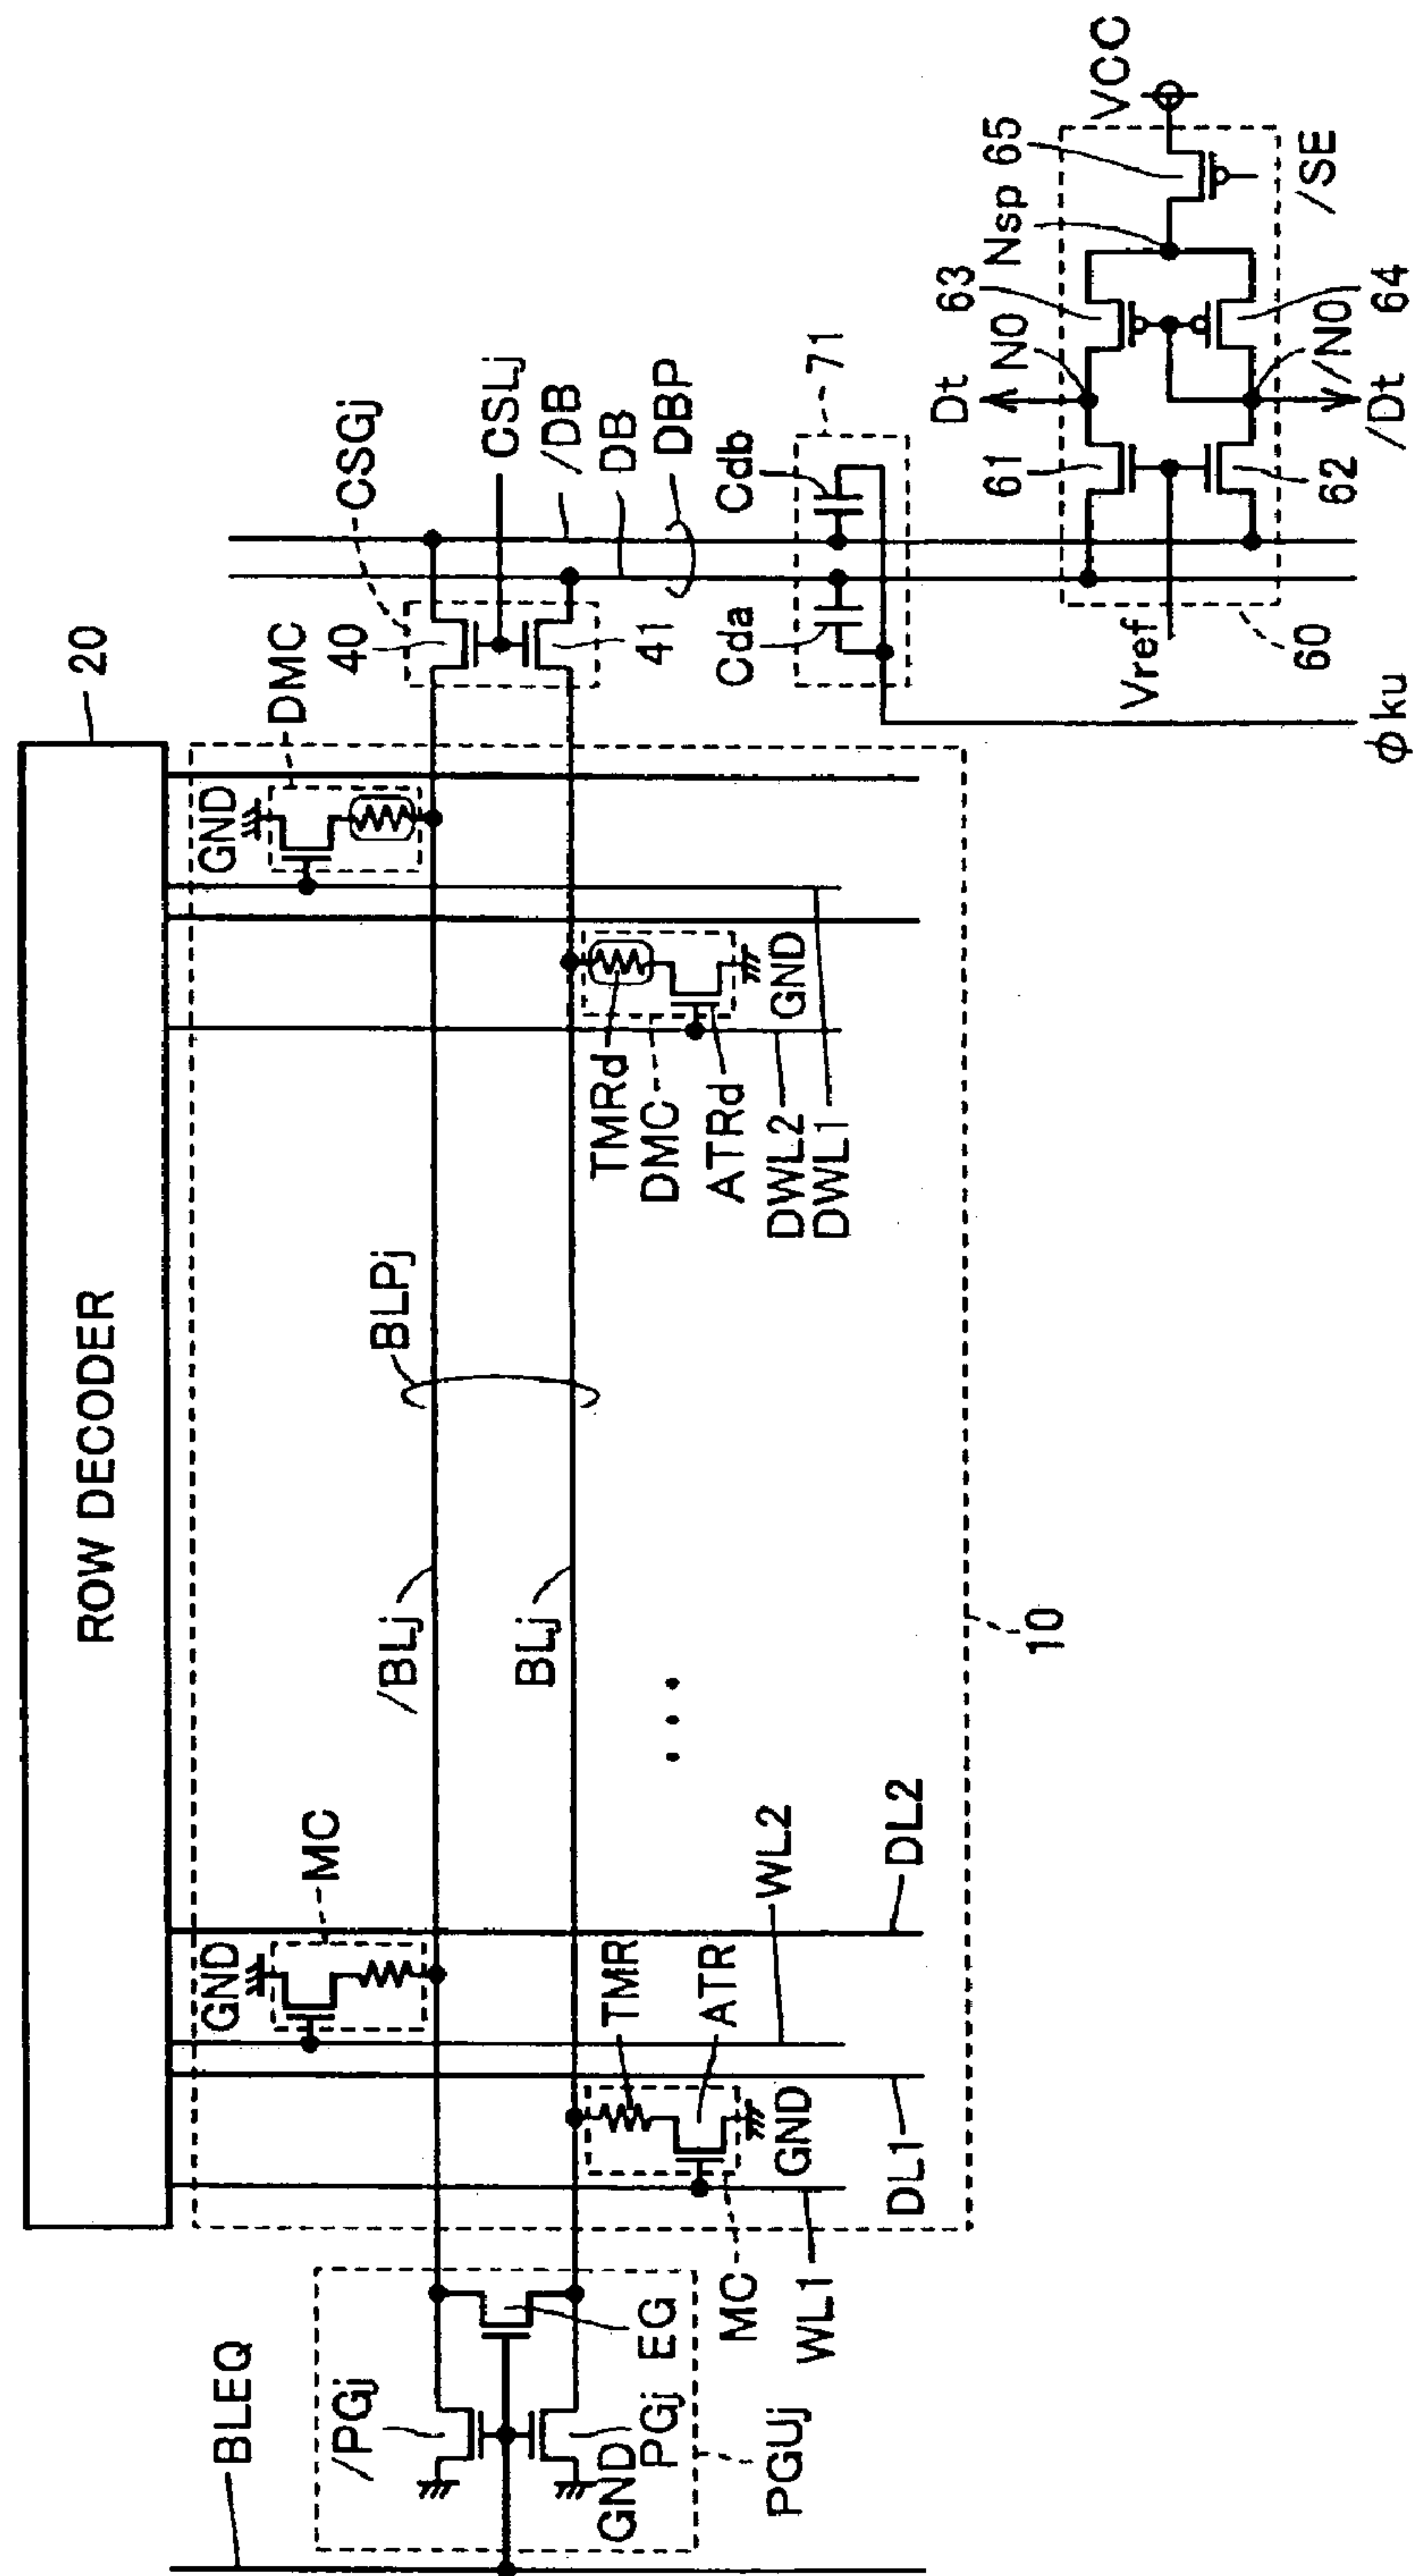 20
ROW DECODER
BLEQ
/PGj
EG
PGj
GND
PGUj
GND
MC
/BLj
BLj
BLPj
TMR
ATR
GND
MC
WL1
DL1
WL2
DL2
10
GND
DMC
TMRd
DMC
ATRd
GND
DWL2
DWL1
CSGj
40
41
CSLj
/DB
DB
DBP
Cda
Cdb
71
φku
Vref
60
61
62
Dt
N0
63
Nsp
65
VCC
/SE
64
/N0
/Dt